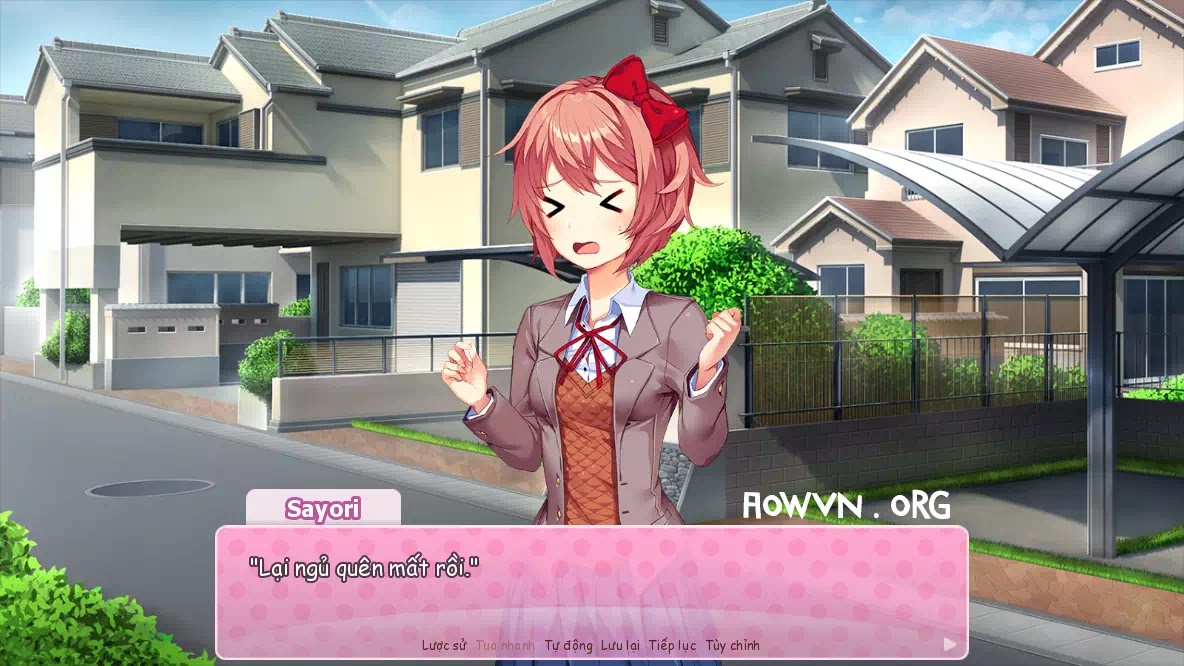 Sayori
AOWVN . ORG
"Lại ngủ quên mất rồi."
Lược sử Tua nhanh Tự động Lưu lại Tiếp lục Tùy chỉnh